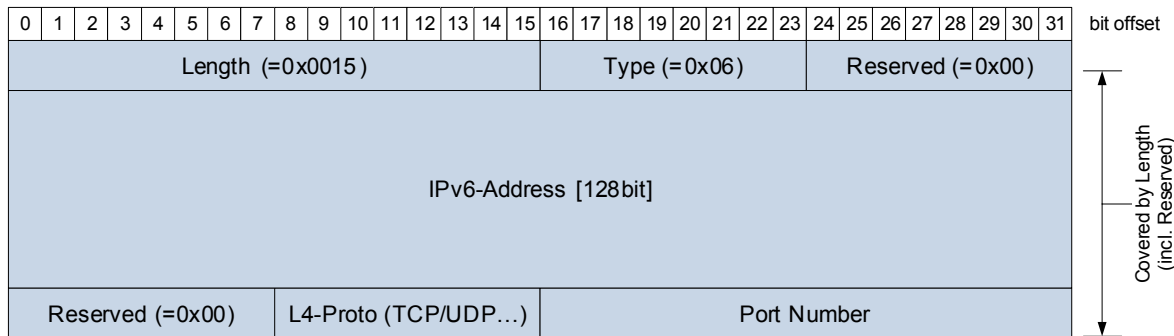 0 1 2 3 4 5 6 7 8 9 10 11 12 13 14 15 16 17 18 19 20 21 22 23 24 25 26 27 28 29 30 31 bit offset
Length (=0x0015) Type (=0x06) Reserved (=0x00)
IPv6-Address [128bit]
Covered by Length
(incl. Reserved)
Reserved (=0x00) L4-Proto (TCP/UDP...) Port Number